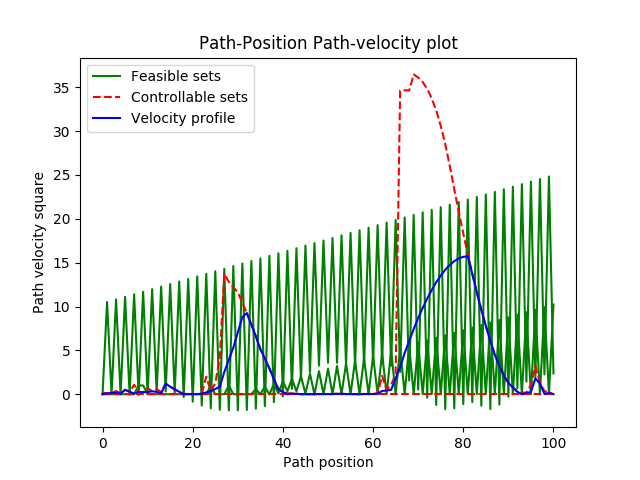 Path-Position Path-velocity plot
Feasible sets
Controllable sets
Velocity profile
Path velocity square
35
30
25
20
15
10
5
0
0 20 40 60 80 100
Path position